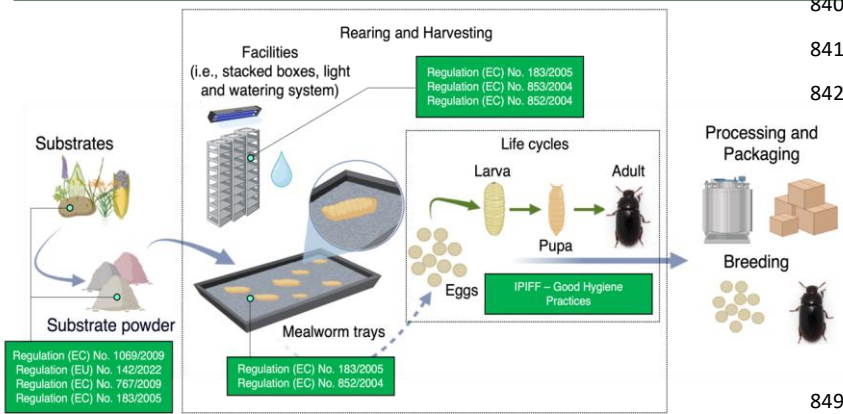 840
841
842
Rearing and Harvesting
Facilities
(i.e., stacked boxes, light
and watering system)
Regulation (EC) No. 183/2005
Regulation (EC) No. 853/2004
Regulation (EC) No. 852/2004
Substrates
Substrate powder
Regulation (EC) No. 1069/2009
Regulation (EU) No. 142/2022
Regulation (EC) No. 767/2009
Regulation (EC) No. 183/2005
Mealworm trays
Regulation (EC) No. 183/2005
Regulation (EC) No. 852/2004
Life cycles
Larva
Adult
Pupa
Eggs
IPIFF – Good Hygiene
Practices
Processing and
Packaging
Breeding
849